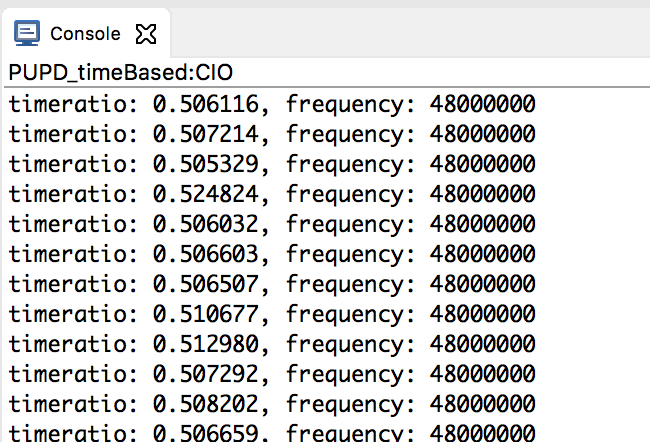 Console
PUPD_timeBased:CIO
timeratio: 0.506116, frequency: 48000000
timeratio: 0.507214, frequency: 48000000
timeratio: 0.505329, frequency: 48000000
timeratio: 0.524824, frequency: 48000000
timeratio: 0.506032, frequency: 48000000
timeratio: 0.506603, frequency: 48000000
timeratio: 0.506507, frequency: 48000000
timeratio: 0.510677, frequency: 48000000
timeratio: 0.512980, frequency: 48000000
timeratio: 0.507292, frequency: 48000000
timeratio: 0.508202, frequency: 48000000
timeratio: 0.506659, frequency: 48000000